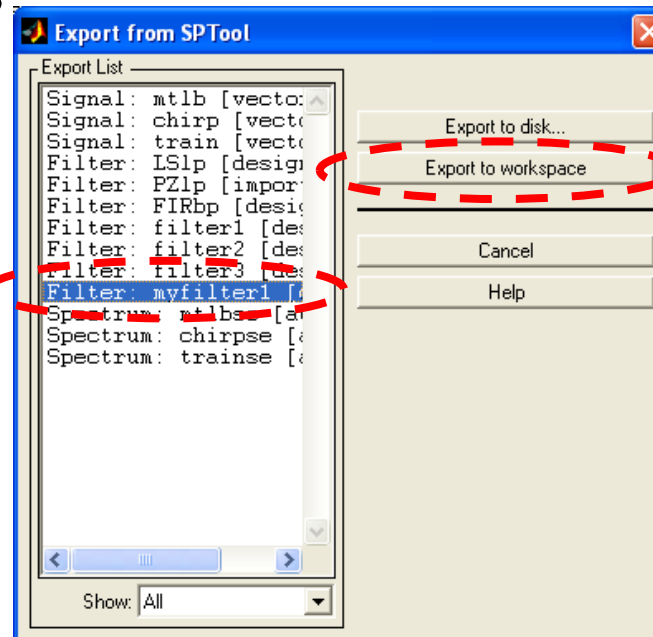 Export from SPTool
Export List
Signal: mtlb [vector
Signal: chirp [vecto
Signal: train [vecto
Filter: LSlp [design
Filter: PZlp [impor
Filter: FIRbp [desig
Filter: filter1 [des
Filter: filter2 [des
Filter: filter3 [des
Filter: myfilter1 [
Spectrum: mtlbse [a
Spectrum: chirpse [a
Spectrum: trainse [a
Show: All
Export to disk...
Export to workspace
Cancel
Help